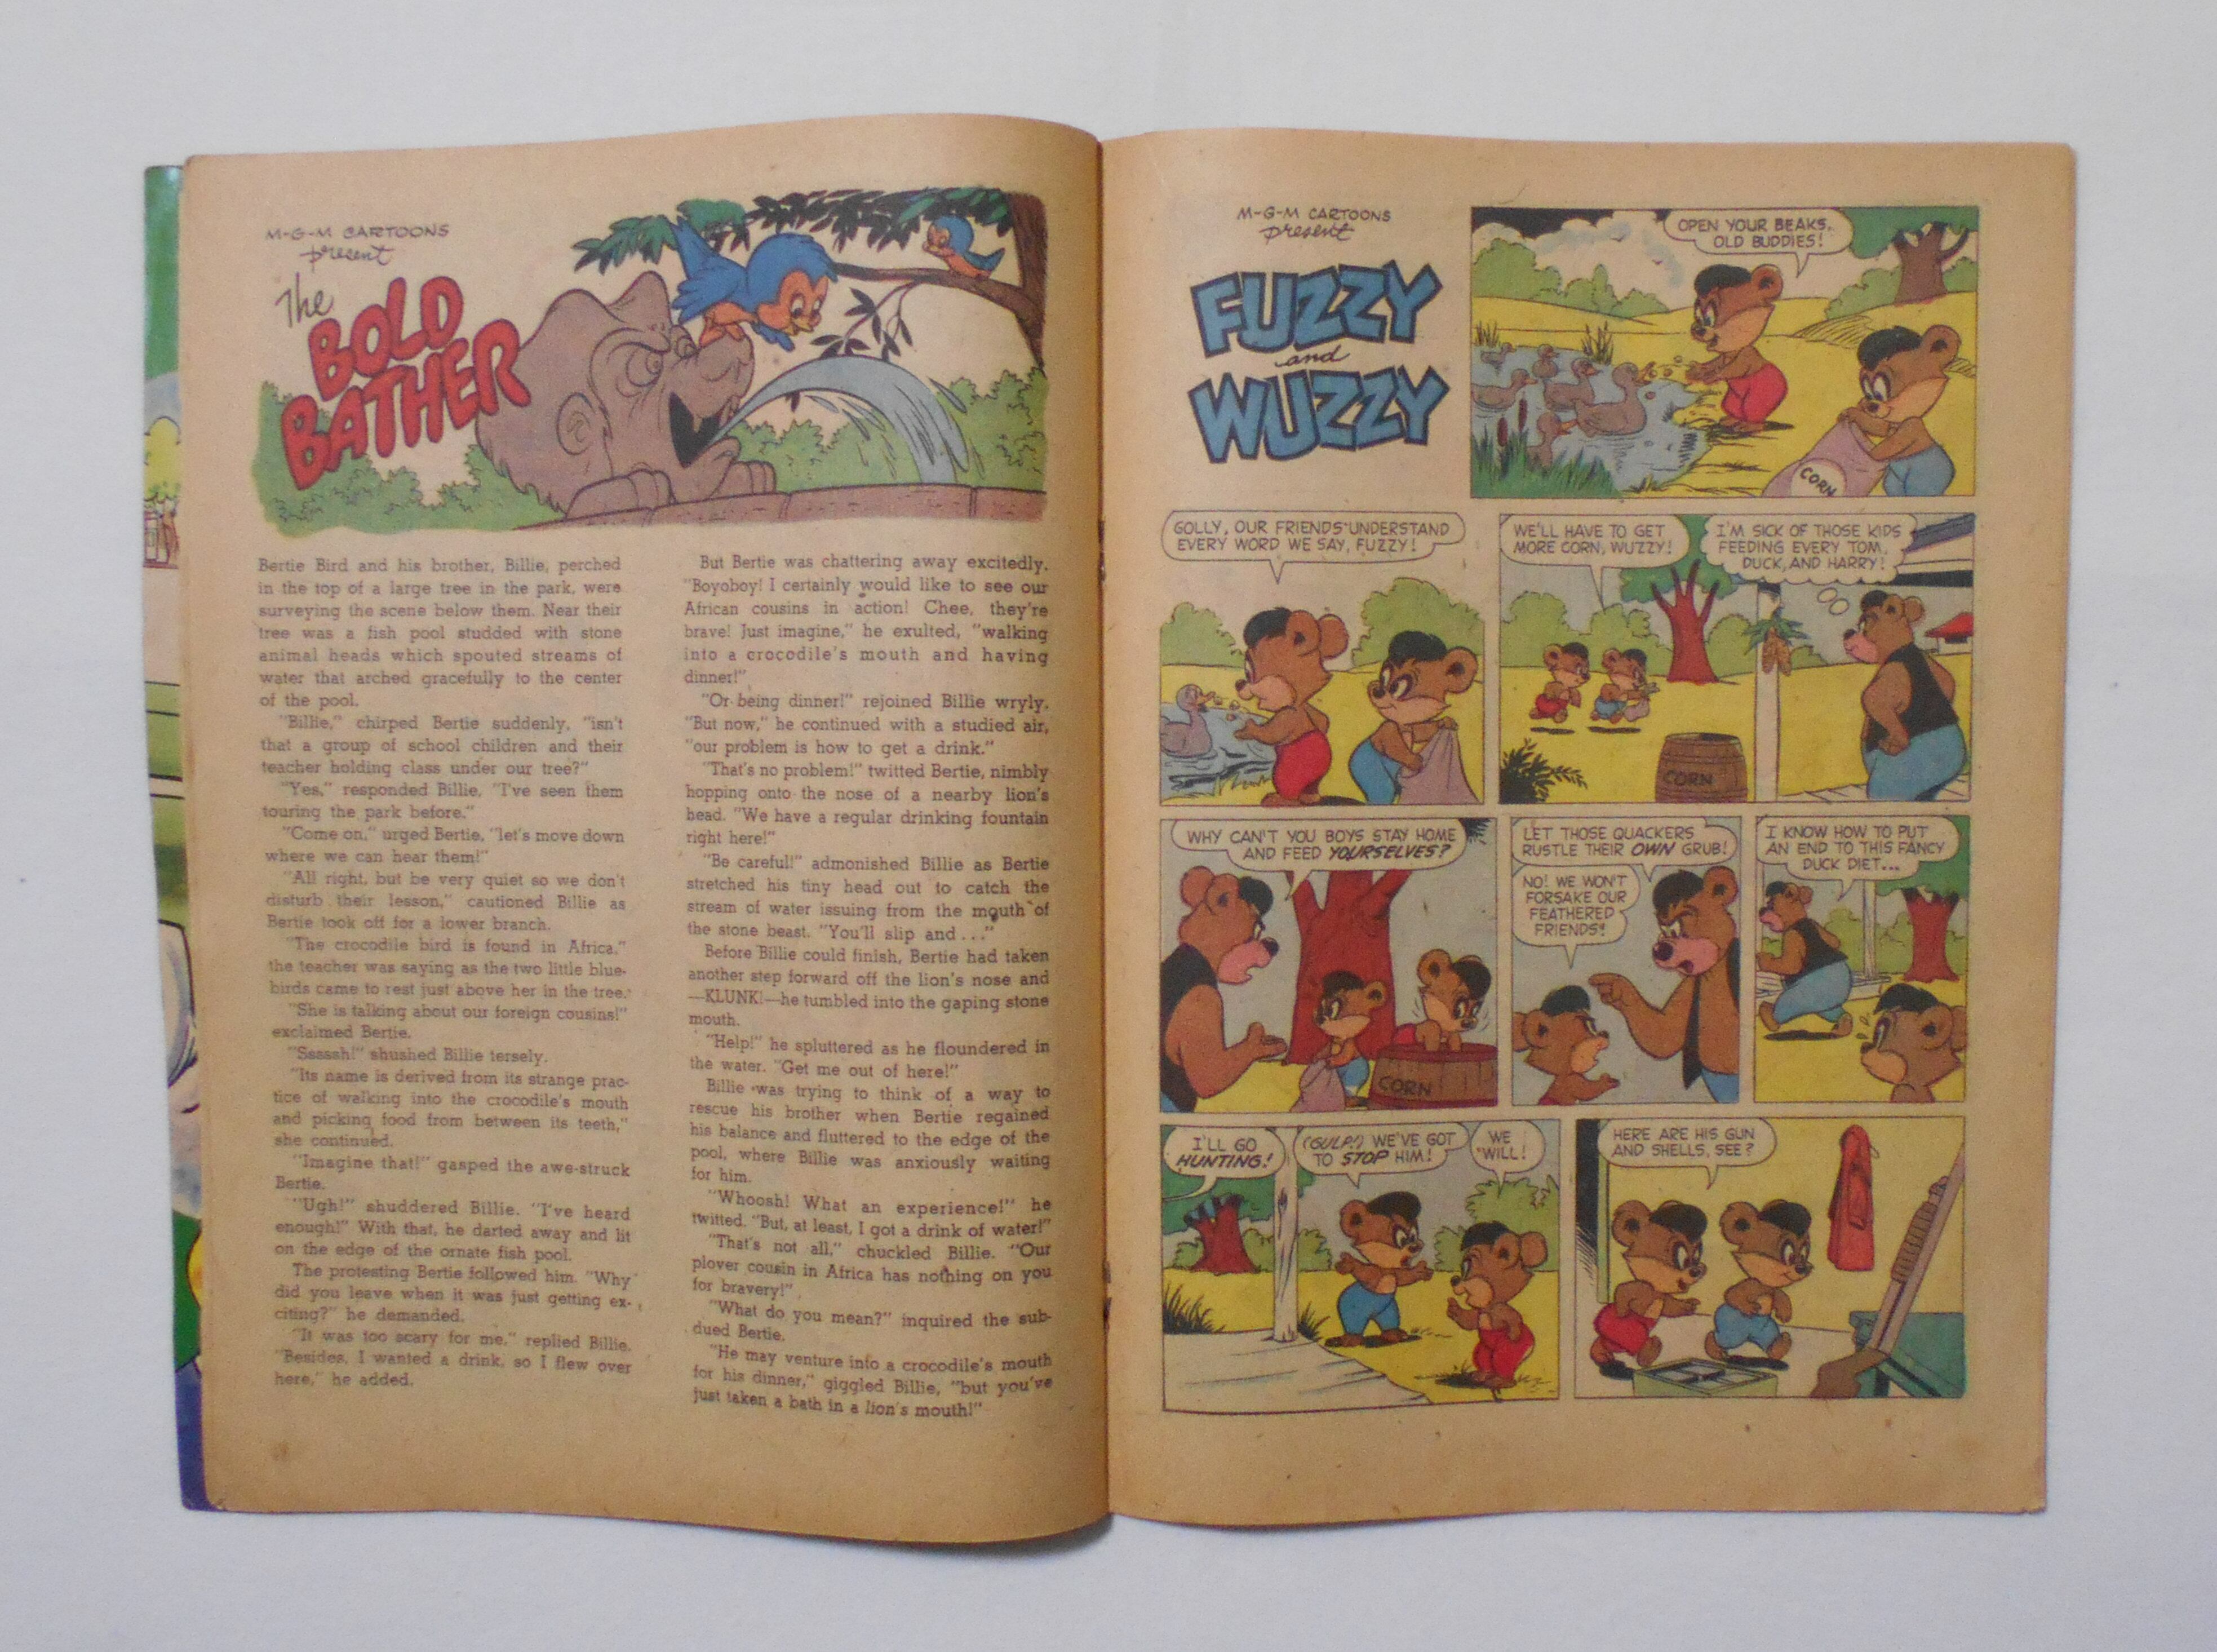 M-G-M CARTOONS
present
The
BOLD
BATHER
Bertie Bird and his brother, Billie, perched
in the top of a large tree in the park, were
surveying the scene below them. Near their
tree was a fish pool studded with stone
animal heads which spouted streams of
water that arched gracefully to the center
of the pool.
"Billie," chirped Bertie suddenly, "isn't
that a group of school children and their
teacher holding class under our tree?"
"Yes," responded Billie. "I've seen them
touring the park before."
"Come on," urged Bertie, "let's move down
where we can hear them!"
"All right, but be very quiet so we don't
disturb their lesson," cautioned Billie as
Bertie took off for a lower branch.
"The crocodile bird is found in Africa,"
the teacher was saying as the two little blue-
birds came to rest just above her in the tree.
"She is talking about our foreign cousins!"
exclaimed Bertie.
"Sssssh!" shushed Billie tersely.
"Its name is derived from its strange prac-
tice of walking into the crocodile's mouth
and picking food from between its teeth,"
she continued.
"Imagine that!" gasped the awe-struck
Bertie.
"Ugh!" shuddered Billie. "I've heard
enough!" With that, he darted away and lit
on the edge of the ornate fish pool.
The protesting Bertie followed him. "Why
did you leave when it was just getting ex-
citing?" he demanded.
"It was too scary for me," replied Billie.
"Besides, I wanted a drink, so I flew over
here," he added.
But Bertie was chattering away excitedly.
"Boyoboy! I certainly would like to see our
African cousins in action! Chee, they're
brave! Just imagine," he exulted, "walking
into a crocodile's mouth and having
dinner!"
"Or being dinner!" rejoined Billie wryly.
"But now," he continued with a studied air,
"our problem is how to get a drink."
"That's no problem!" twitted Bertie, nimbly
hopping onto the nose of a nearby lion's
head. "We have a regular drinking fountain
right here!"
"Be careful!" admonished Billie as Bertie
stretched his tiny head out to catch the
stream of water issuing from the mouth of
the stone beast. "You'll slip and..."
Before Billie could finish, Bertie had taken
another step forward off the lion's nose and
—KLUNK!—he tumbled into the gaping stone
mouth.
"Help!" he spluttered as he floundered in
the water. "Get me out of here!"
Billie was trying to think of a way to
rescue his brother when Bertie regained
his balance and fluttered to the edge of the
pool, where Billie was anxiously waiting
for him.
"Whoosh! What an experience!" he
twitted. "But, at least, I got a drink of water!"
"That's not all," chuckled Billie. "Our
plover cousin in Africa has nothing on you
for bravery!"
"What do you mean?" inquired the sub-
dued Bertie.
"He may venture into a crocodile's mouth
for his dinner," giggled Billie, "but you've
just taken a bath in a lion's mouth!"
M-G-M CARTOONS
present
FUZZY
and
WUZZY
OPEN YOUR BEAKS,
OLD BUDDIES!
CORN
GOLLY, OUR FRIENDS UNDERSTAND
EVERY WORD WE SAY, FUZZY!
WE'LL HAVE TO GET
MORE CORN, WUZZY!
I'M SICK OF THOSE KIDS
FEEDING EVERY TOM,
DUCK, AND HARRY!
CORN
WHY CAN'T YOU BOYS STAY HOME
AND FEED YOURSELVES?
CORN
LET THOSE QUACKERS
RUSTLE THEIR OWN GRUB!
NO! WE WON'T
FORSAKE OUR
FEATHERED
FRIENDS!
I KNOW HOW TO PUT
AN END TO THIS FANCY
DUCK DIET...
I'LL GO
HUNTING!
(GULP!) WE'VE GOT
TO STOP HIM!
WE
WILL!
HERE ARE HIS GUN
AND SHELLS, SEE?